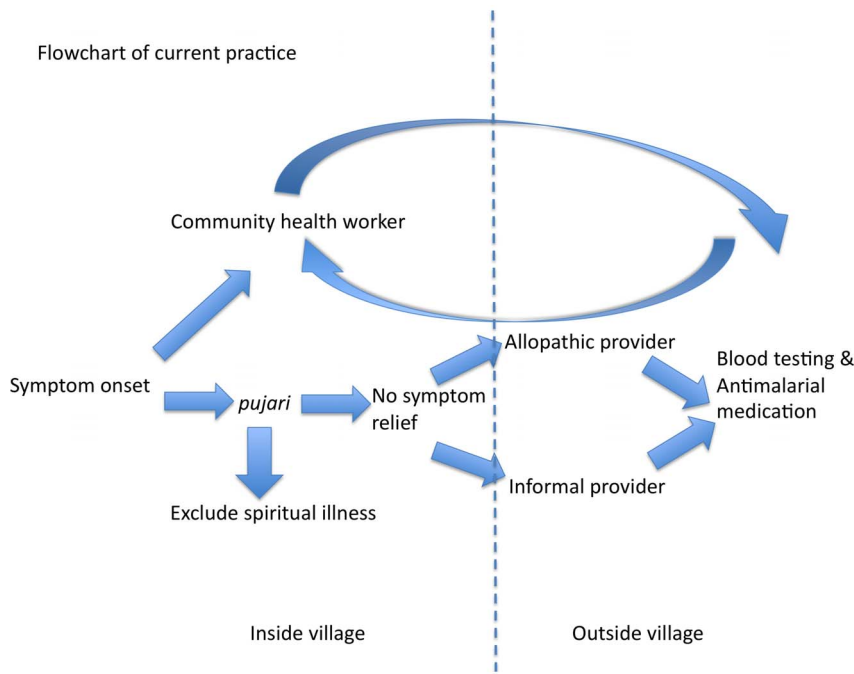 Flowchart of current practice
Community health worker
Allopathic provider
Symptom onset
pujari
No symptom
relief
Blood testing &
Antimalarial
medication
Informal provider
Exclude spiritual illness
Inside village
Outside village